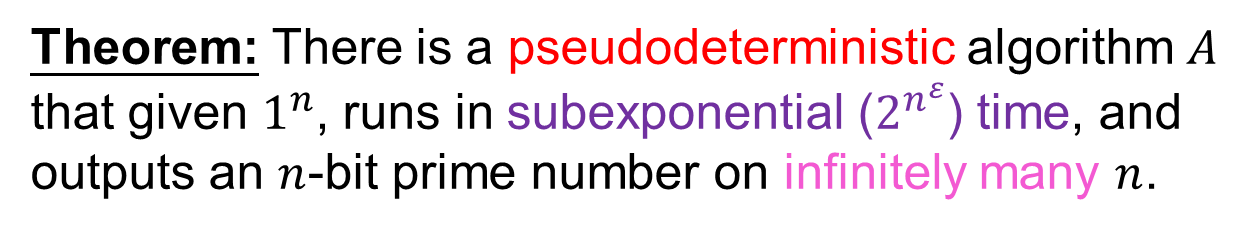 Theorem: There is a pseudodeterministic algorithm A
that given 1ⁿ, runs in subexponential (2^{n^ε}) time, and
outputs an n-bit prime number on infinitely many n.